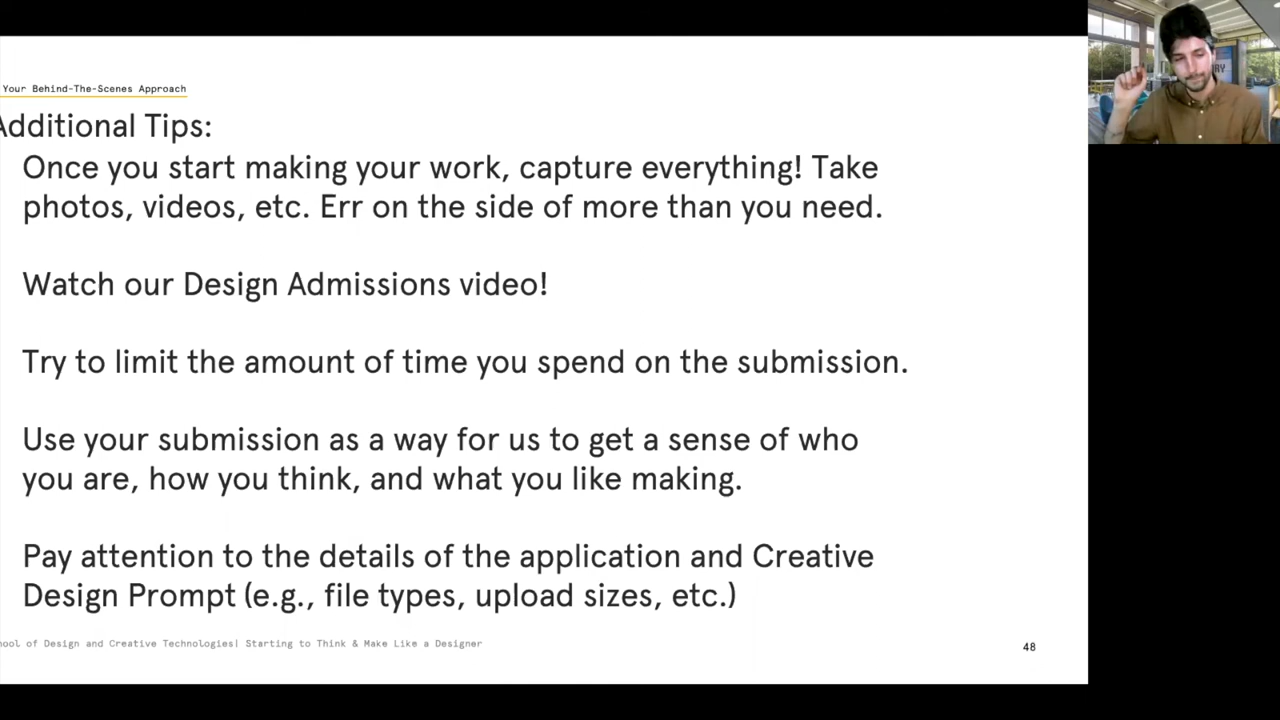 Your Behind-The-Scenes Approach
Additional Tips:
Once you start making your work, capture everything! Take
photos, videos, etc. Err on the side of more than you need.
Watch our Design Admissions video!
Try to limit the amount of time you spend on the submission.
Use your submission as a way for us to get a sense of who
you are, how you think, and what you like making.
Pay attention to the details of the application and Creative
Design Prompt (e.g., file types, upload sizes, etc.)
hool of Design and Creative Technologies| Starting to Think & Make Like a Designer
48